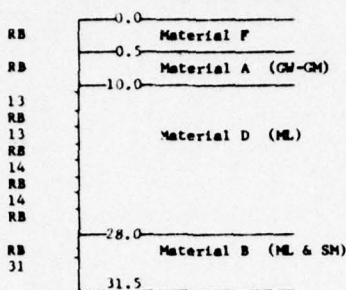 0.0
RB Material F
0.5
RB Material A (GW-GM)
10.0
13
RB
13 Material D (ML)
RB
14
RB
14
RB
28.0
RB Material B (ML & SM)
31
31.5